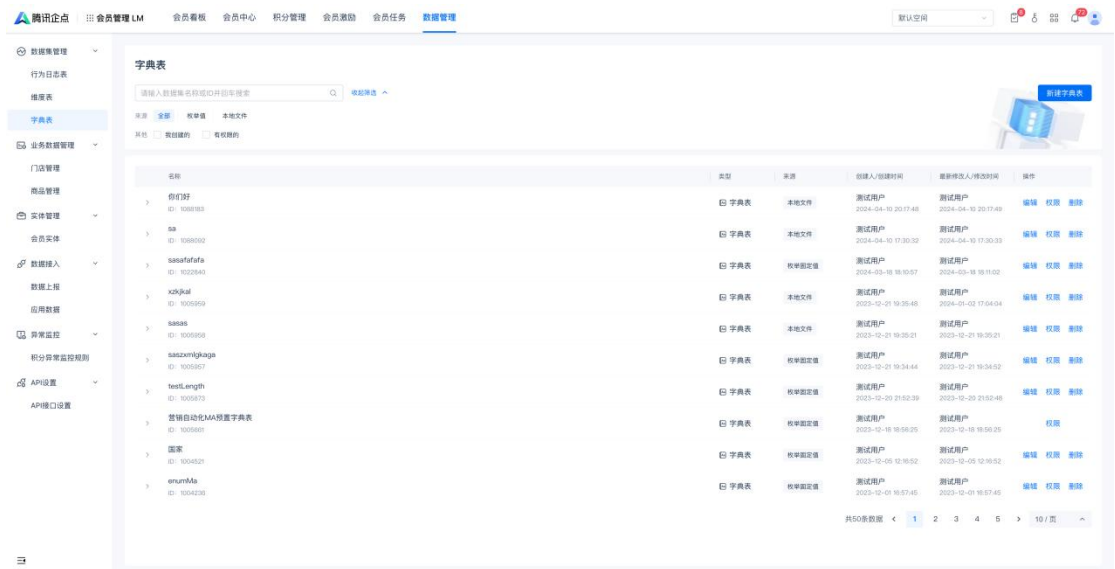 腾讯企点 会员管理 LM 会员看板 会员中心 积分管理 会员激励 会员任务 数据管理 默认空间 72
数据集管理
行为日志表
维度表
字典表
业务数据管理
门店管理
商品管理
实体管理
会员实体
数据接入
数据上报
应用数据
异常监控
积分异常监控规则
API设置
API接口设置
字典表
请输入数据集名称或ID并回车搜索 收起筛选
新建字典表
来源 全部 枚举值 本地文件
其他 我创建的 有权限的
名称 类型 来源 创建人/创建时间 最新修改人/修改时间 操作
你们好 字典表 本地文件 测试用户 测试用户 编辑 权限 删除
ID: 1088183 2024-04-10 20:17:48 2024-04-10 20:17:49
sa 字典表 本地文件 测试用户 测试用户 编辑 权限 删除
ID: 1088092 2024-04-10 17:30:32 2024-04-10 17:30:33
sasafafafa 字典表 枚举固定值 测试用户 测试用户 编辑 权限 删除
ID: 1022840 2024-03-18 18:10:57 2024-03-18 18:11:02
xzkjkal 字典表 本地文件 测试用户 测试用户 编辑 权限 删除
ID: 1005959 2023-12-21 19:35:48 2024-01-02 17:04:04
sasas 字典表 本地文件 测试用户 测试用户 编辑 权限 删除
ID: 1005958 2023-12-21 19:35:21 2023-12-21 19:35:21
saszxmlgkaga 字典表 枚举固定值 测试用户 测试用户 编辑 权限 删除
ID: 1005957 2023-12-21 19:34:44 2023-12-21 19:34:52
testLength 字典表 枚举固定值 测试用户 测试用户 编辑 权限 删除
ID: 1005873 2023-12-20 21:52:39 2023-12-20 21:52:48
营销自动化MA预置字典表 字典表 枚举固定值 测试用户 测试用户 权限
ID: 1005661 2023-12-18 18:56:25 2023-12-18 18:56:25
国家 字典表 枚举固定值 测试用户 测试用户 编辑 权限 删除
ID: 1004521 2023-12-05 12:16:52 2023-12-05 12:16:52
enumMa 字典表 枚举固定值 测试用户 测试用户 编辑 权限 删除
ID: 1004238 2023-12-01 16:57:45 2023-12-01 16:57:45
共50条数据 1 2 3 4 5 10 / 页